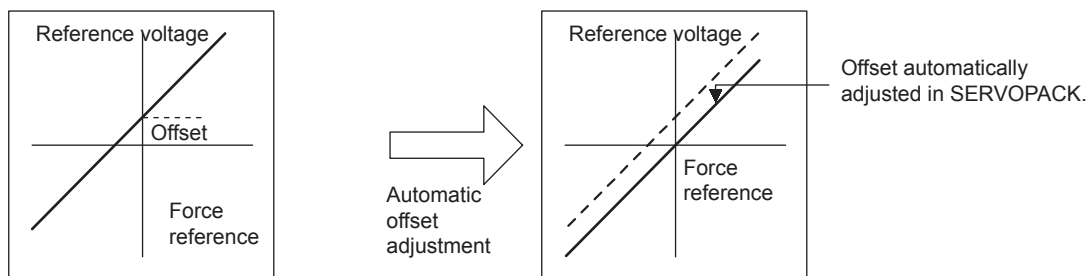 Reference voltage
Offset
Force
reference
Automatic
offset
adjustment
Reference voltage
Force
reference
Offset automatically
adjusted in SERVOPACK.